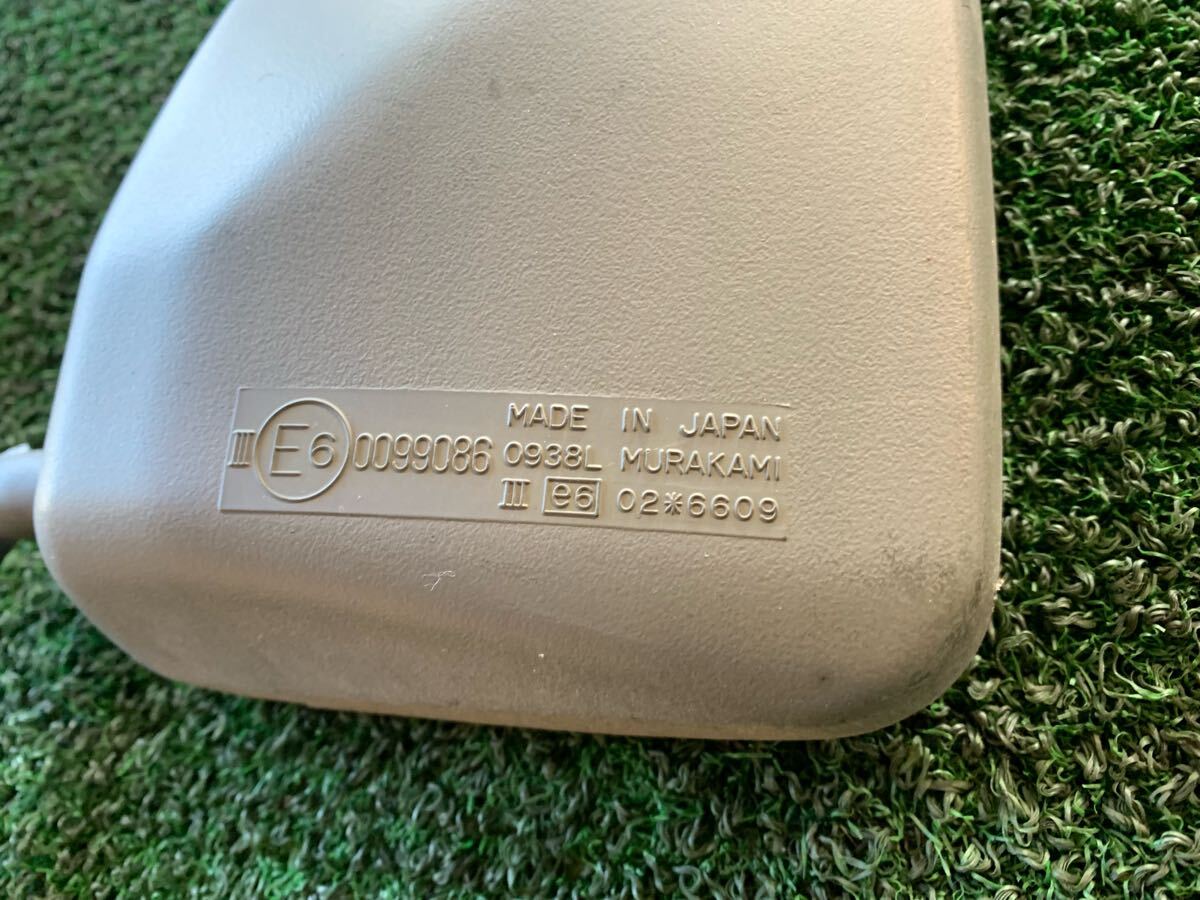 MADE IN JAPAN
III E6 0099086 0938L MURAKAMI
III e6 02*6609